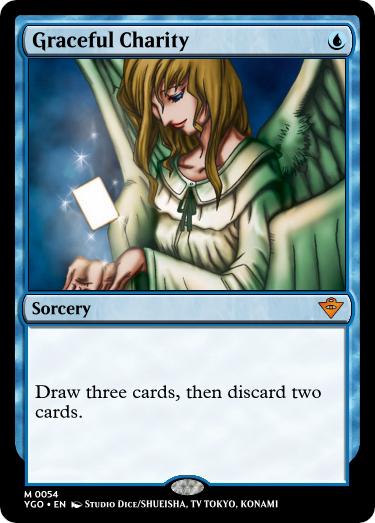 Graceful Charity
Sorcery
Draw three cards, then discard two
cards.
M 0054
YGO • EN Studio Dice/SHUEISHA, TV TOKYO, KONAMI